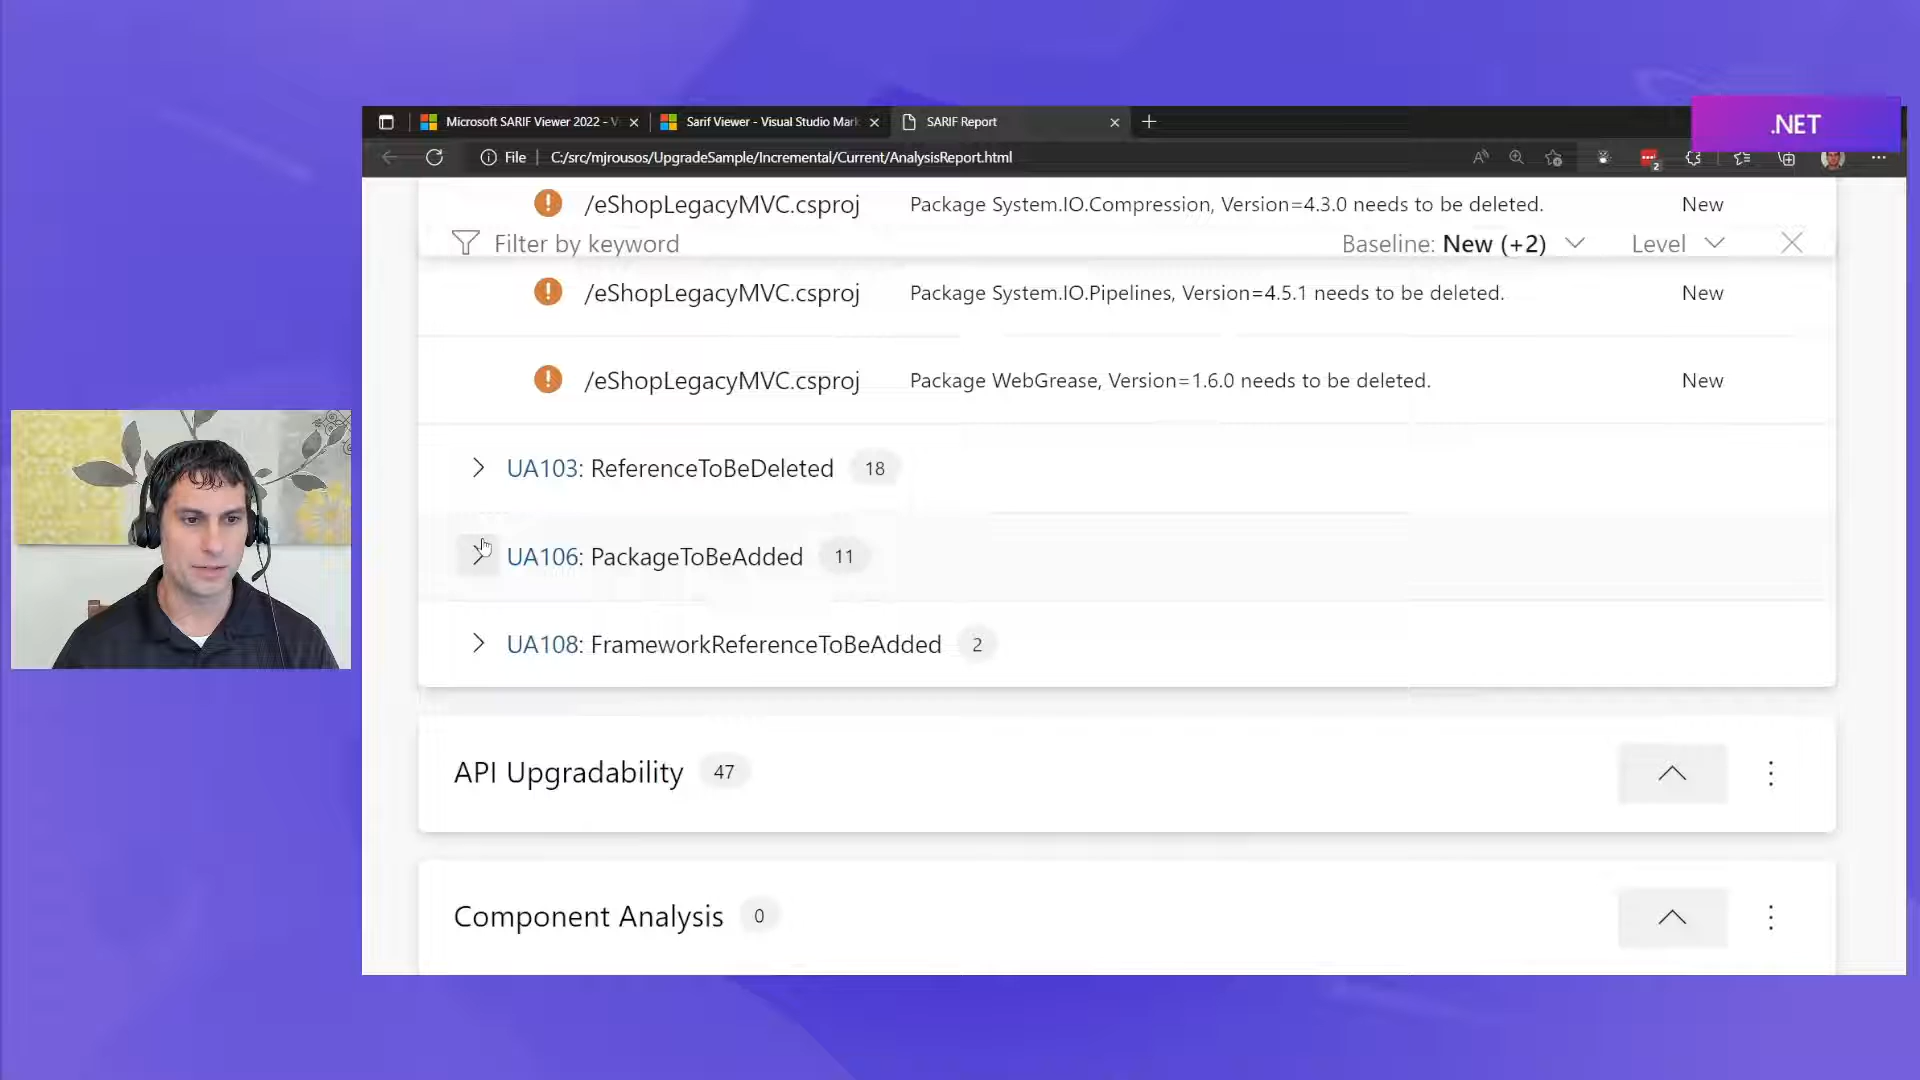 Microsoft SARIF Viewer 2022 - V
Sarif Viewer - Visual Studio Mark
SARIF Report
.NET
File
C:/src/mjrousos/UpgradeSample/Incremental/Current/AnalysisReport.html
2
/eShopLegacyMVC.csproj Package System.IO.Compression, Version=4.3.0 needs to be deleted. New
Filter by keyword Baseline: New (+2) Level
/eShopLegacyMVC.csproj Package System.IO.Pipelines, Version=4.5.1 needs to be deleted. New
/eShopLegacyMVC.csproj Package WebGrease, Version=1.6.0 needs to be deleted. New
UA103: ReferenceToBeDeleted 18
UA106: PackageToBeAdded 11
UA108: FrameworkReferenceToBeAdded 2
API Upgradability 47
Component Analysis 0